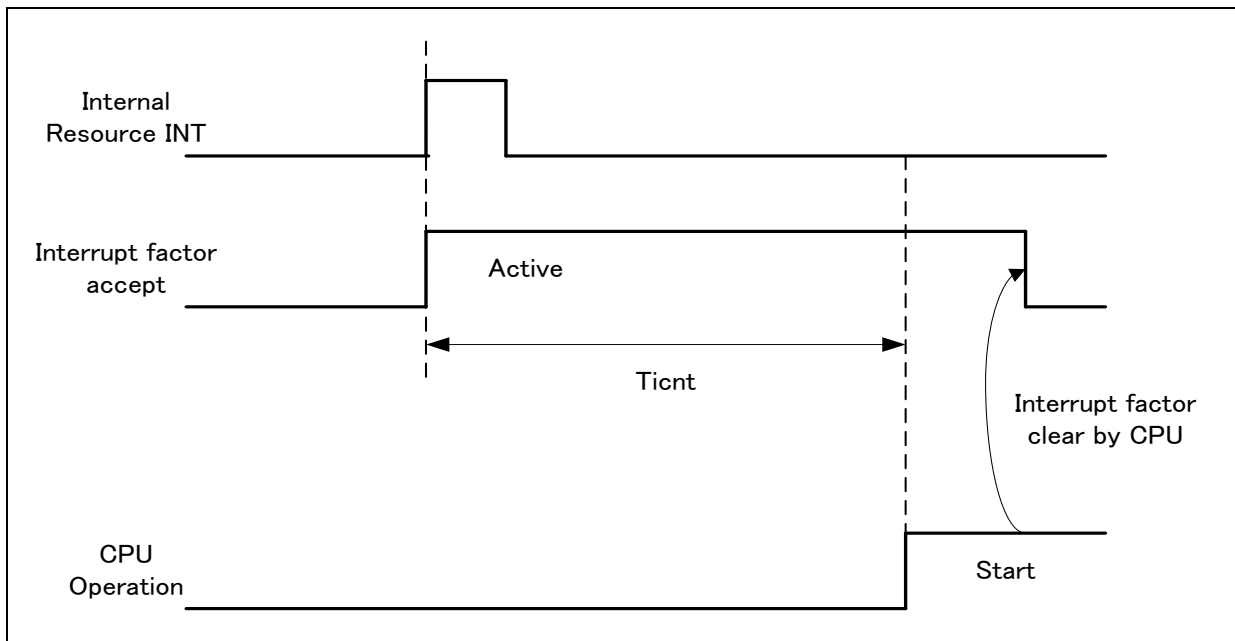 Internal
Resource INT
Interrupt factor
accept
Active
Ticnt
Interrupt factor
clear by CPU
CPU
Operation
Start